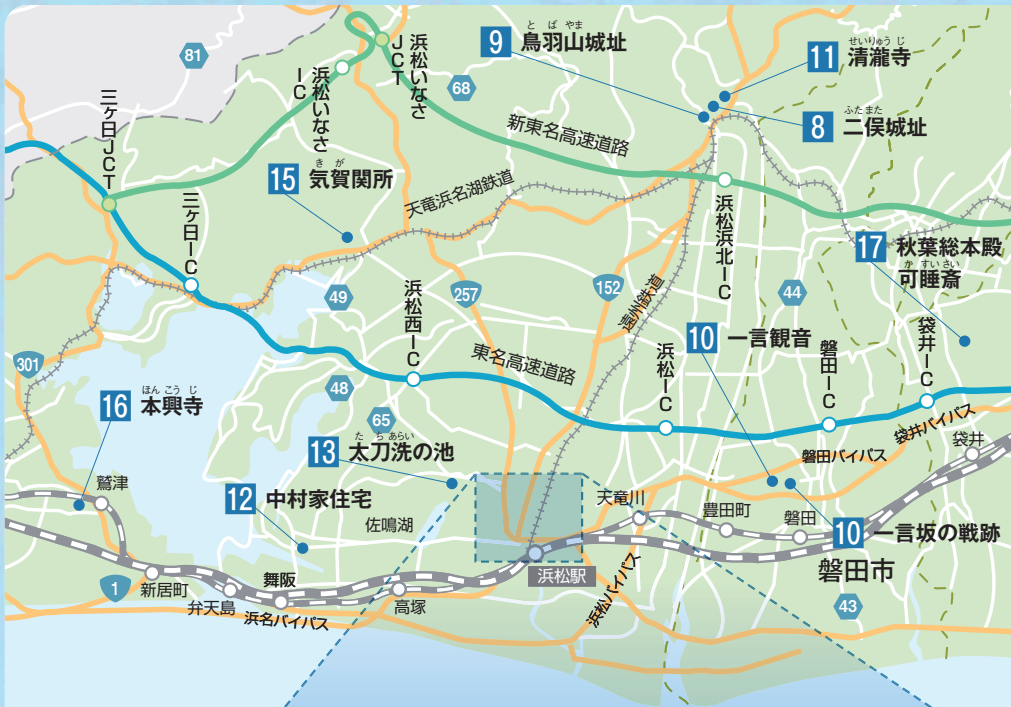 81
三ヶ日JCT
浜松いなさIC
浜松いなさJCT
68
9 鳥羽山城址
とばやま
11 清瀧寺
せいりゅうじ
8 二俣城址
ふたまた
新東名高速道路
15 気賀関所
きが
天竜浜名湖鉄道
三ヶ日IC
浜松浜北IC
17 秋葉総本殿
可睡斎
かすいさい
49
浜松西IC
257
152
遠州鉄道
44
10 一言観音
301
東名高速道路
浜松IC
磐田IC
袋井IC
48
65
16 本興寺
ほんこうじ
13 太刀洗の池
たちあらい
袋井バイパス
磐田バイパス
袋井
鷲津
12 中村家住宅
佐鳴湖
天竜川
豊田町
磐田
10 一言坂の戦跡
浜松駅
磐田市
1
新居町
弁天島
舞阪
浜名バイパス
高塚
浜松バイパス
43